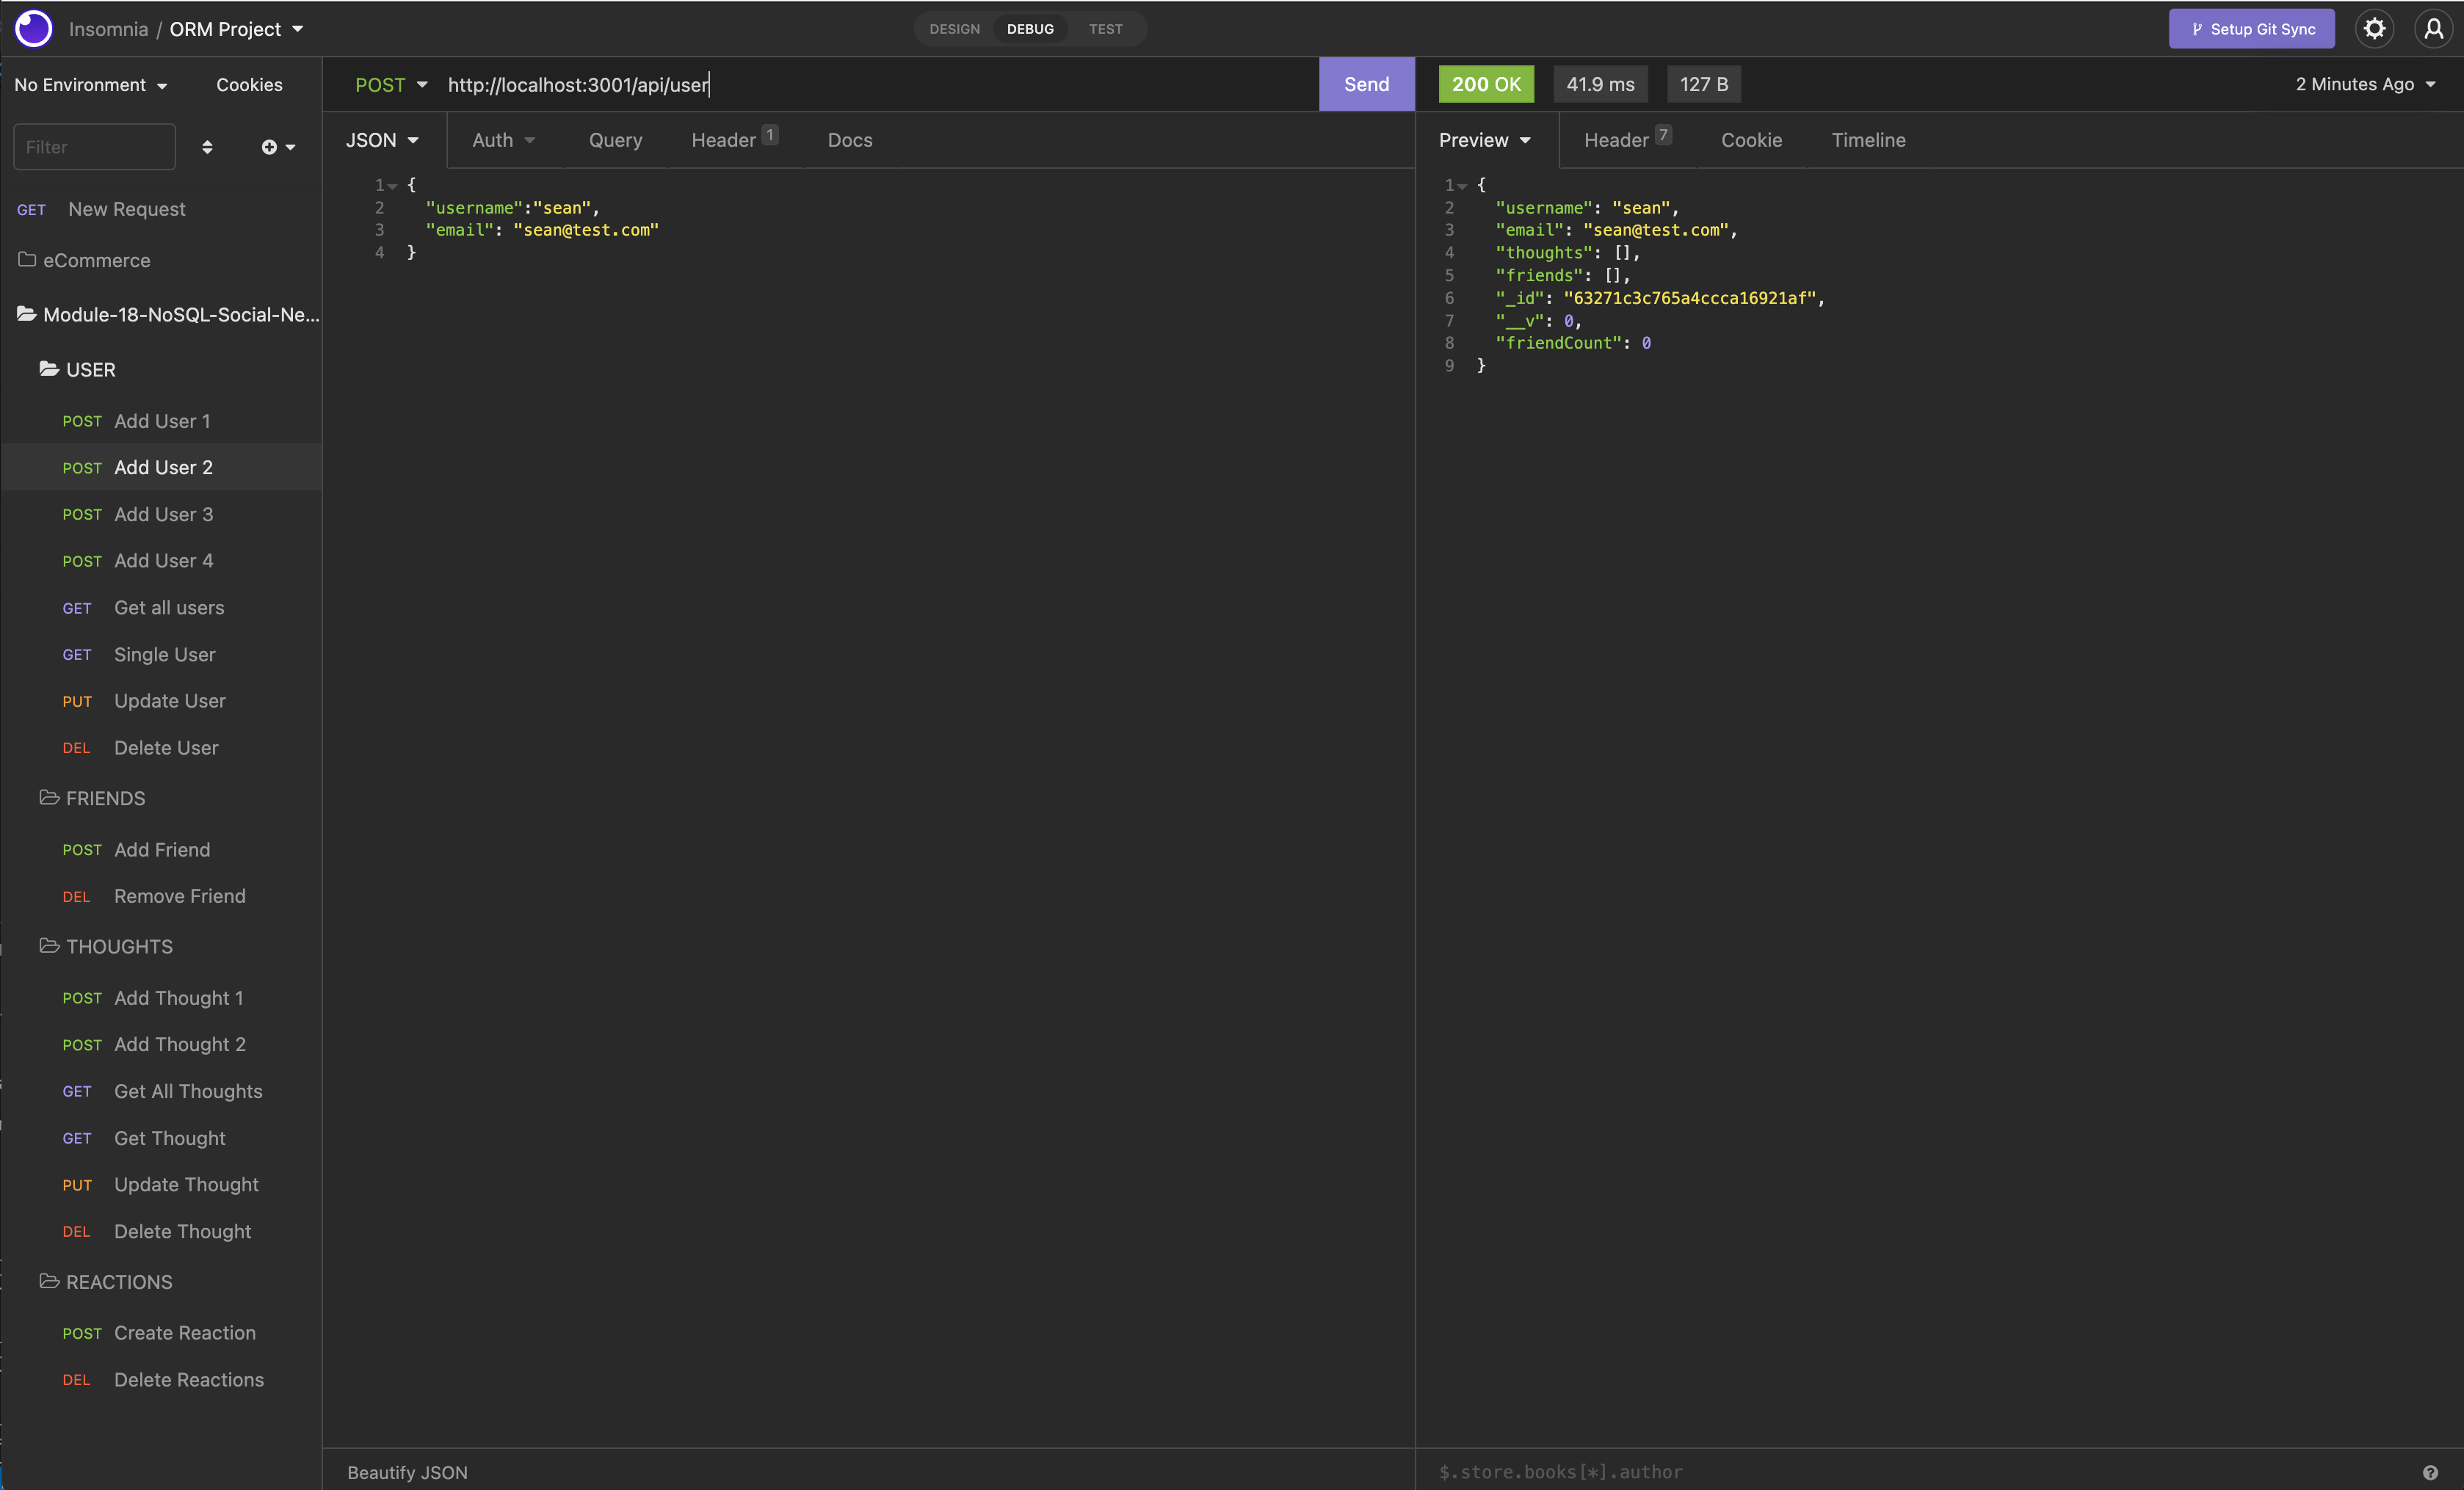 Insomnia / ORM Project
DESIGN DEBUG TEST
Setup Git Sync
No Environment Cookies
POST http://localhost:3001/api/user
Send
200 OK 41.9 ms 127 B
2 Minutes Ago
Filter
JSON Auth Query Header 1 Docs
Preview Header 7 Cookie Timeline
GET New Request
eCommerce
Module-18-NoSQL-Social-Ne...
USER
POST Add User 1
POST Add User 2
POST Add User 3
POST Add User 4
GET Get all users
GET Single User
PUT Update User
DEL Delete User
FRIENDS
POST Add Friend
DEL Remove Friend
THOUGHTS
POST Add Thought 1
POST Add Thought 2
GET Get All Thoughts
GET Get Thought
PUT Update Thought
DEL Delete Thought
REACTIONS
POST Create Reaction
DEL Delete Reactions
1 {
2 "username":"sean",
3 "email": "sean@test.com"
4 }
Beautify JSON
1 {
2 "username": "sean",
3 "email": "sean@test.com",
4 "thoughts": [],
5 "friends": [],
6 "_id": "63271c3c765a4ccca16921af",
7 "__v": 0,
8 "friendCount": 0
9 }
$.store.books[*].author